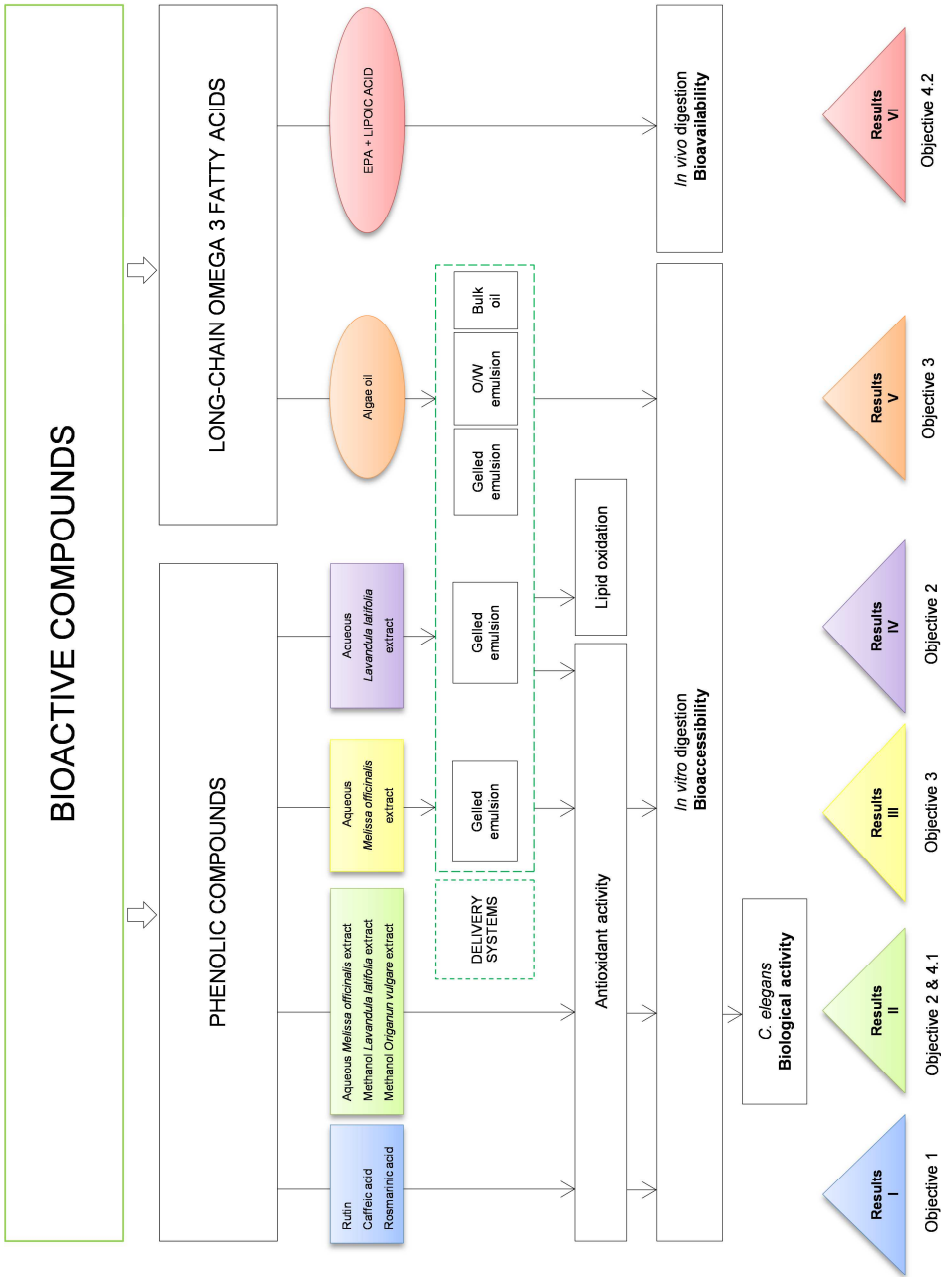 BIOACTIVE COMPOUNDS
PHENOLIC COMPOUNDS
LONG-CHAIN OMEGA 3 FATTY ACIDS
Rutin
Caffeic acid
Rosmarinic acid
Aqueous Melissa officinalis extract
Methanol Lavandula latifolia extract
Methanol Origanun vulgare extract
Aqueous
Melissa officinalis
extract
Acueous
Lavandula latifolia
extract
Algae oil
EPA + LIPOIC ACID
DELIVERY
SYSTEMS
Gelled
emulsion
Gelled
emulsion
Gelled
emulsion
O/W
emulsion
Bulk
oil
Antioxidant activity
Lipid oxidation
In vitro digestion
Bioaccessibility
In vivo digestion
Bioavailability
C. elegans
Biological activity
Results
I
Results
II
Results
III
Results
IV
Results
V
Results
VI
Objective 1
Objective 2 & 4.1
Objective 3
Objective 2
Objective 3
Objective 4.2